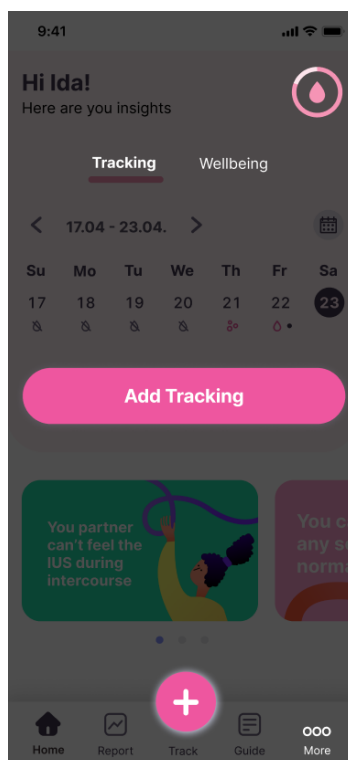 9:41
Hi Ida!
Here are you insights
Tracking Wellbeing
17.04 - 23.04.
Su Mo Tu We Th Fr Sa
17 18 19 20 21 22 23
Add Tracking
You partner
can't feel the
IUS during
intercourse
You c
any s
norma
Home Report Track Guide More